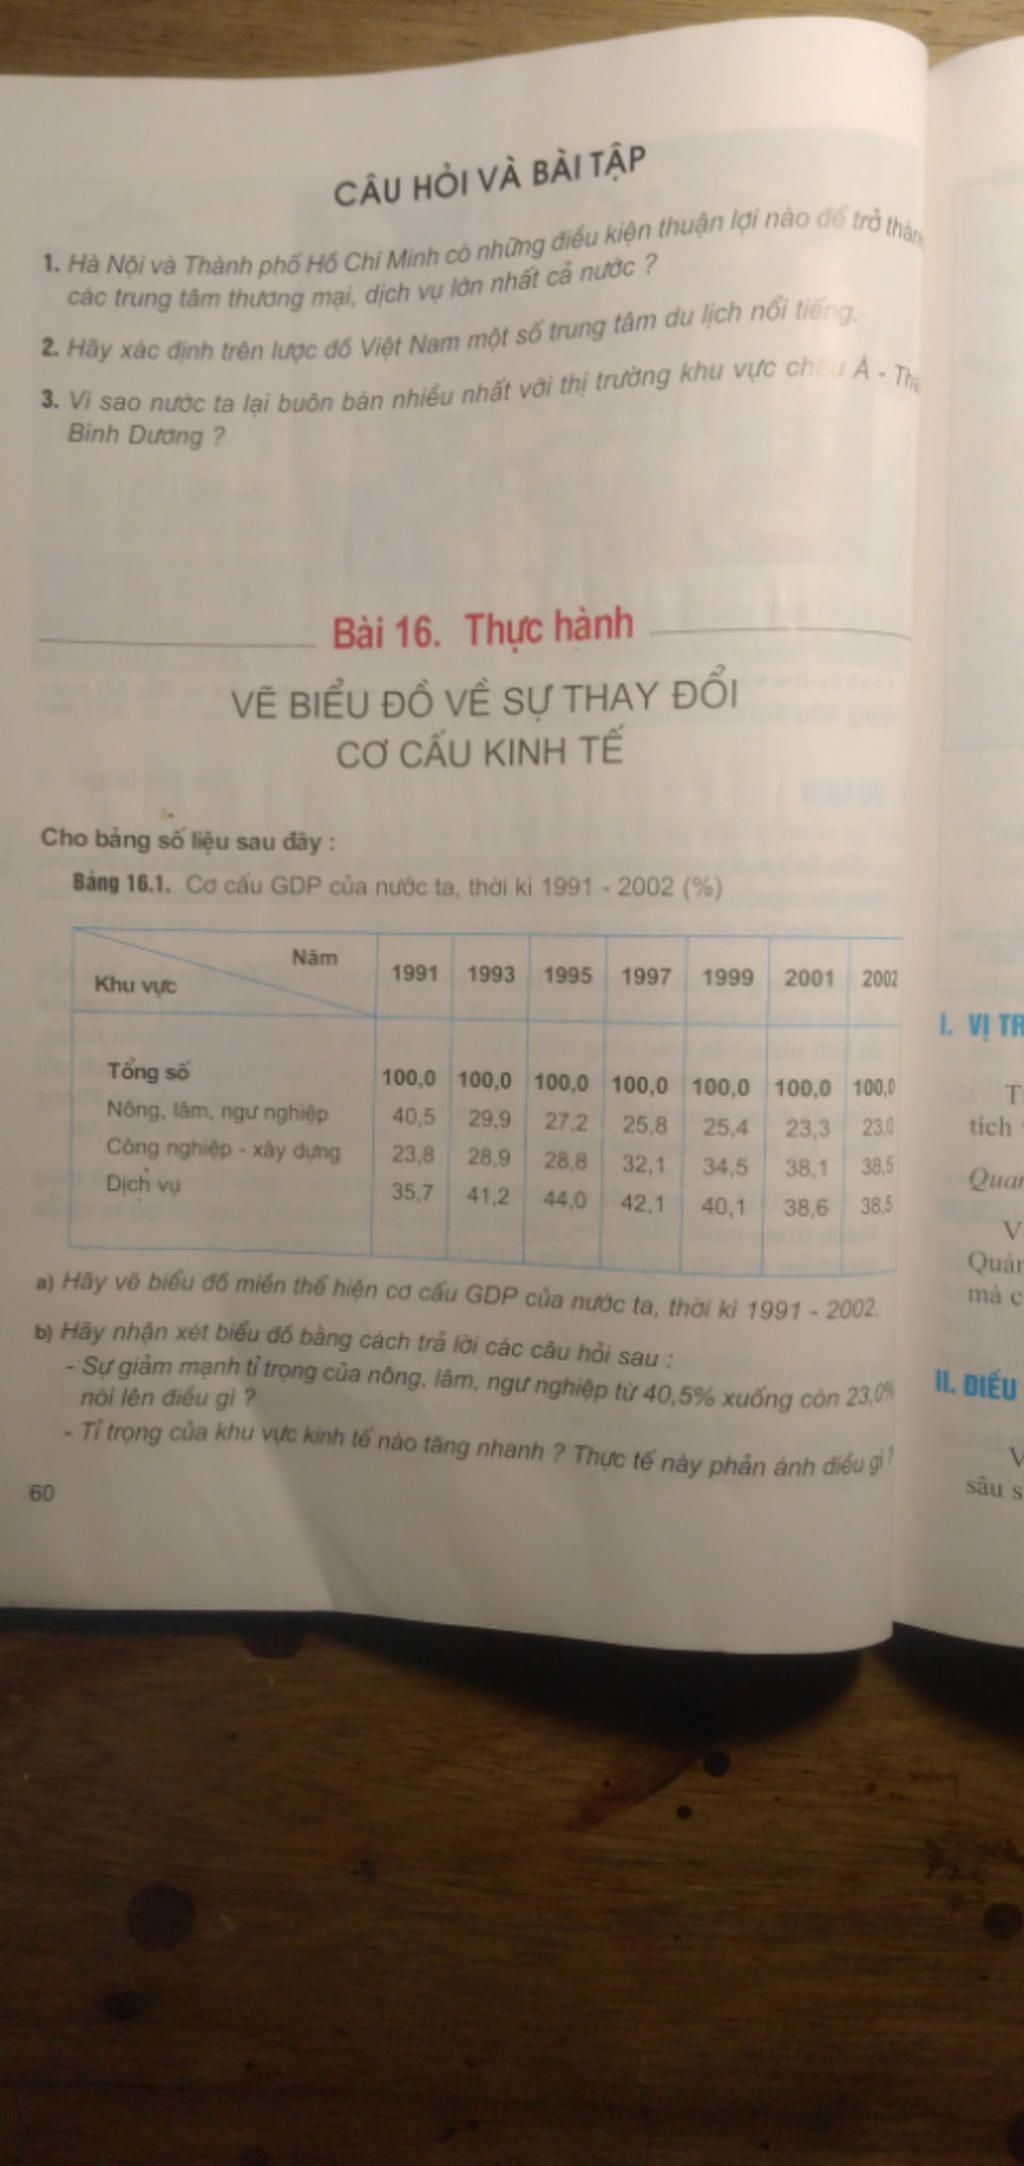 CÂU HỎI VÀ BÀI TẬP
1. Hà Nội và Thành phố Hồ Chí Minh có những điều kiện thuận lợi nào để trở thành
các trung tâm thương mại, dịch vụ lớn nhất cả nước ?
2. Hãy xác định trên lược đồ Việt Nam một số trung tâm du lịch nổi tiếng.
3. Vì sao nước ta lại buôn bán nhiều nhất với thị trường khu vực châu Á - Thá
Bình Dương ?
Bài 16. Thực hành
VẼ BIỂU ĐỒ VỀ SỰ THAY ĐỔI
CƠ CẤU KINH TẾ
Cho bảng số liệu sau đây :
Bảng 16.1. Cơ cấu GDP của nước ta, thời kì 1991 - 2002 (%)
Năm
Khu vực 1991 1993 1995 1997 1999 2001 2002
Tổng số 100,0 100,0 100,0 100,0 100,0 100,0 100,0
Nông, lâm, ngư nghiệp 40,5 29,9 27,2 25,8 25,4 23,3 23,0
Công nghiệp - xây dựng 23,8 28,9 28,8 32,1 34,5 38,1 38,5
Dịch vụ 35,7 41,2 44,0 42,1 40,1 38,6 38,5
a) Hãy vẽ biểu đồ miền thể hiện cơ cấu GDP của nước ta, thời kì 1991 - 2002.
b) Hãy nhận xét biểu đồ bằng cách trả lời các câu hỏi sau :
- Sự giảm mạnh tỉ trọng của nông, lâm, ngư nghiệp từ 40,5% xuống còn 23,0%
nói lên điều gì ?
- Tỉ trọng của khu vực kinh tế nào tăng nhanh ? Thực tế này phản ánh điều gì ?
60
I. VỊ TR
tích
Quan
V
Quản
mà c
II. ĐIỀU
V
sâu s